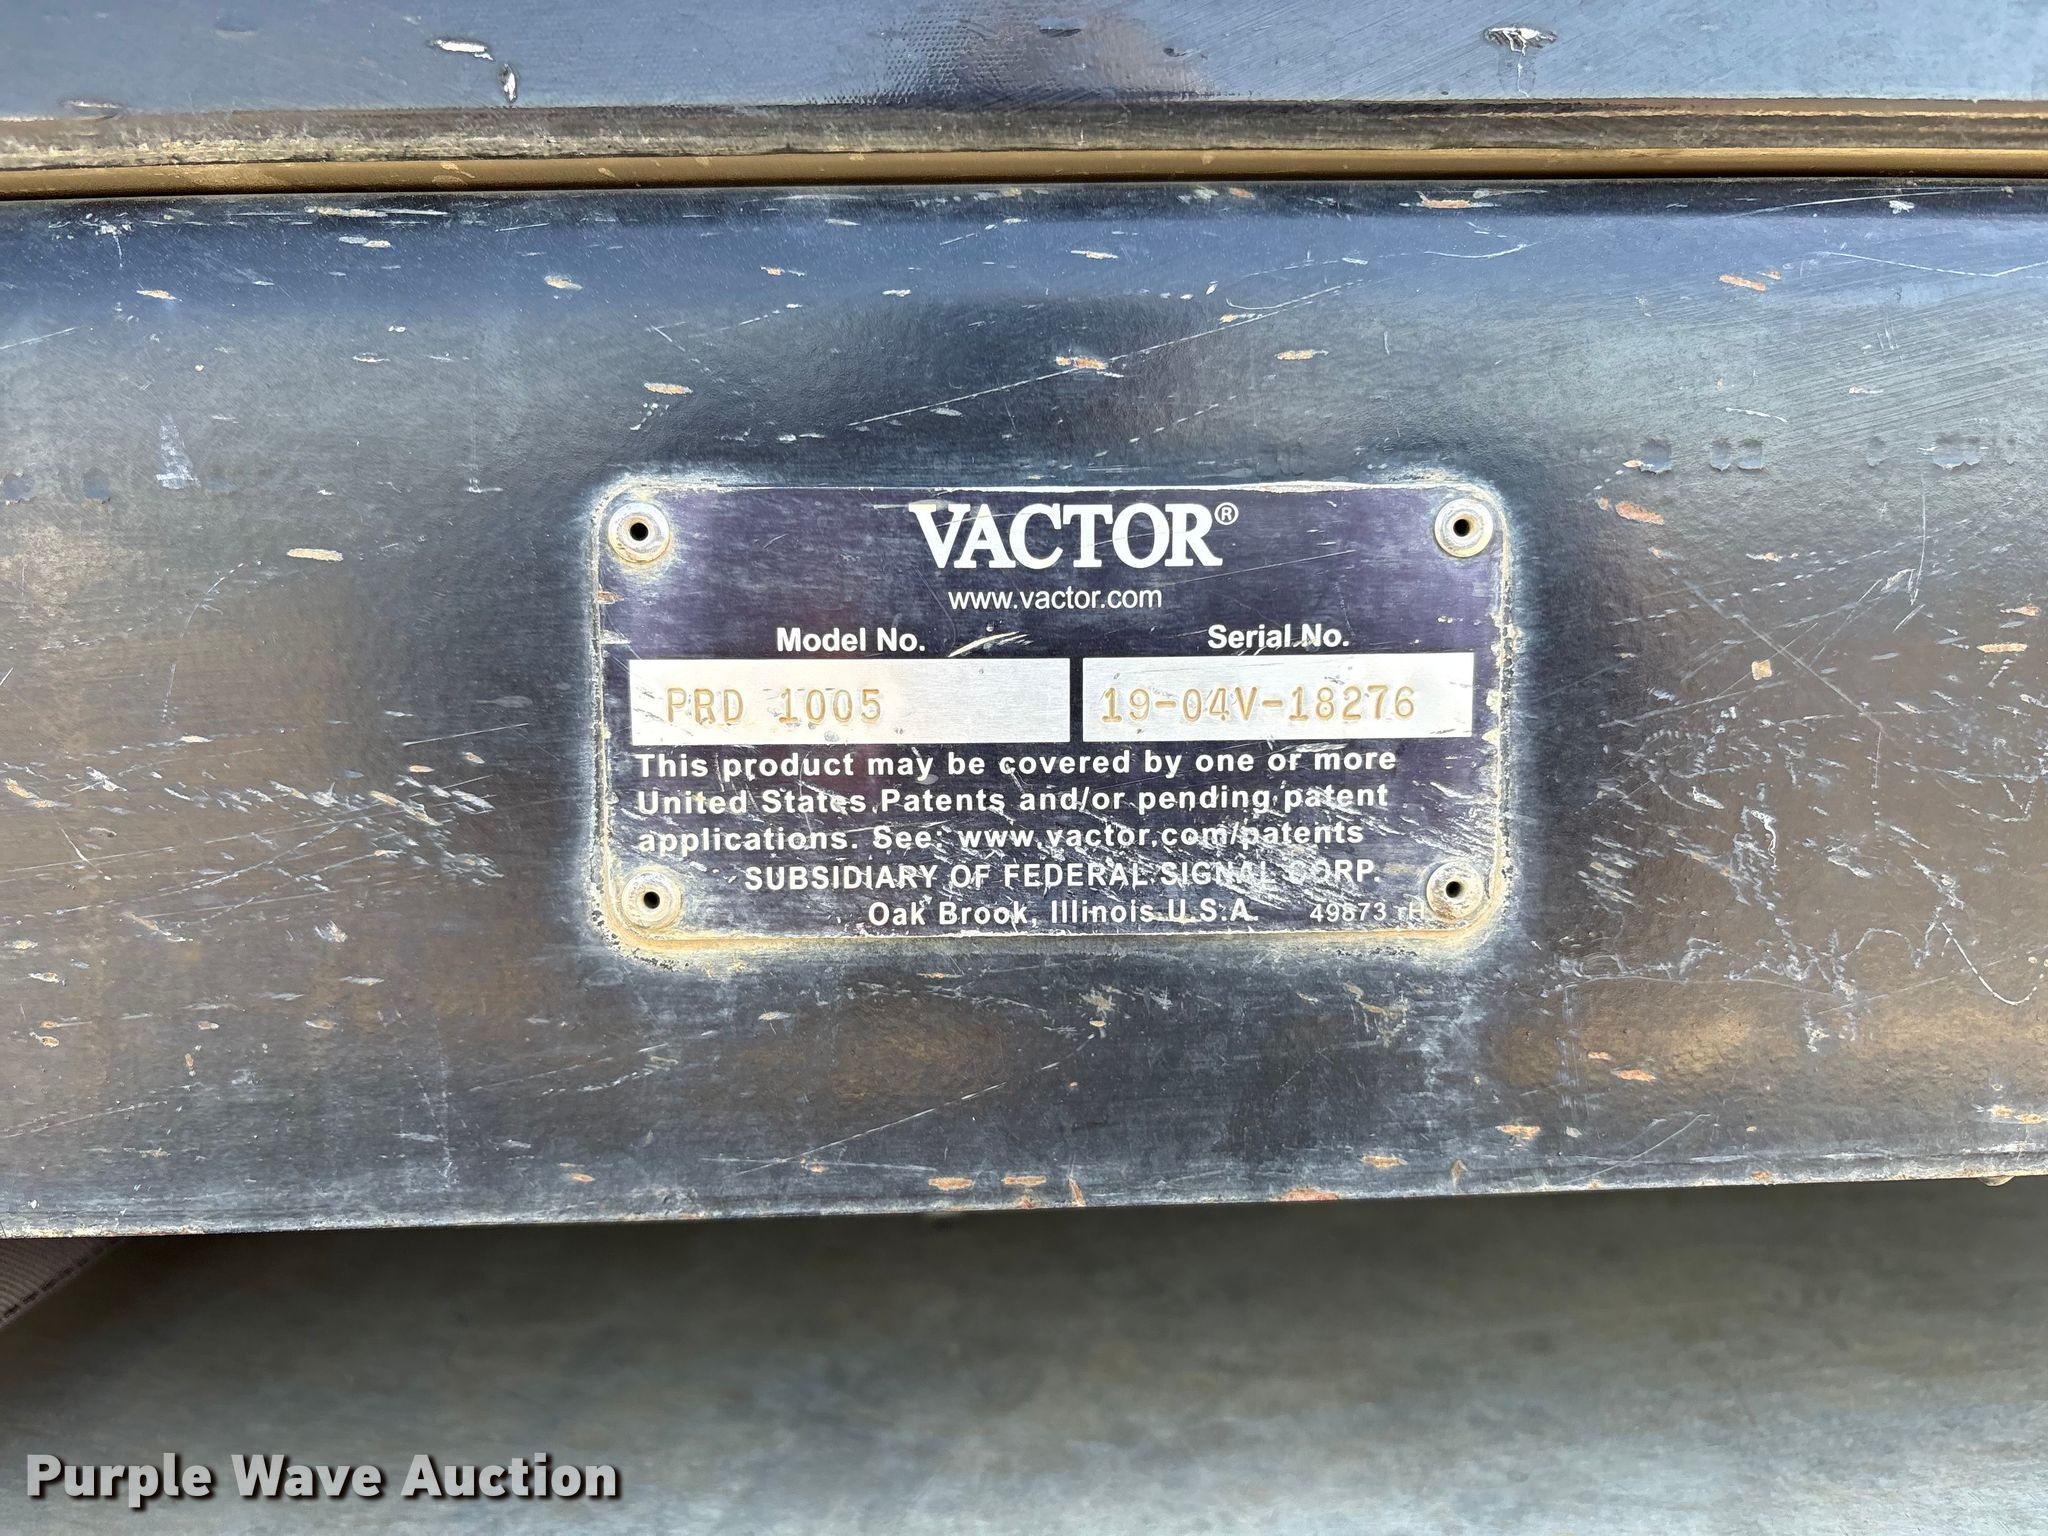 VACTOR®
www.vactor.com
Model No. Serial No.
PRD 1005 19-04V-18276
This product may be covered by one or more
United States Patents and/or pending patent
applications. See: www.vactor.com/patents
SUBSIDIARY OF FEDERAL SIGNAL CORP.
Oak Brook, Illinois U.S.A. 49873
Purple Wave Auction